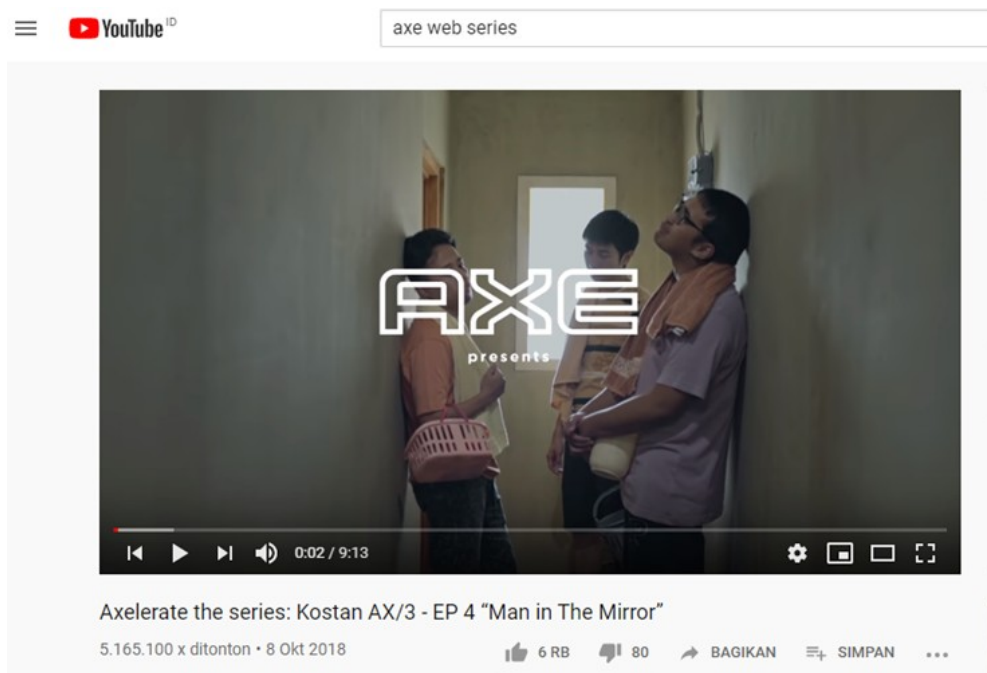 YouTube ID
axe web series
AXE
presents
0:02 / 9:13
Axelerate the series: Kostan AX/3 - EP 4 “Man in The Mirror”
5.165.100 x ditonton • 8 Okt 2018
6 RB 80 BAGIKAN SIMPAN